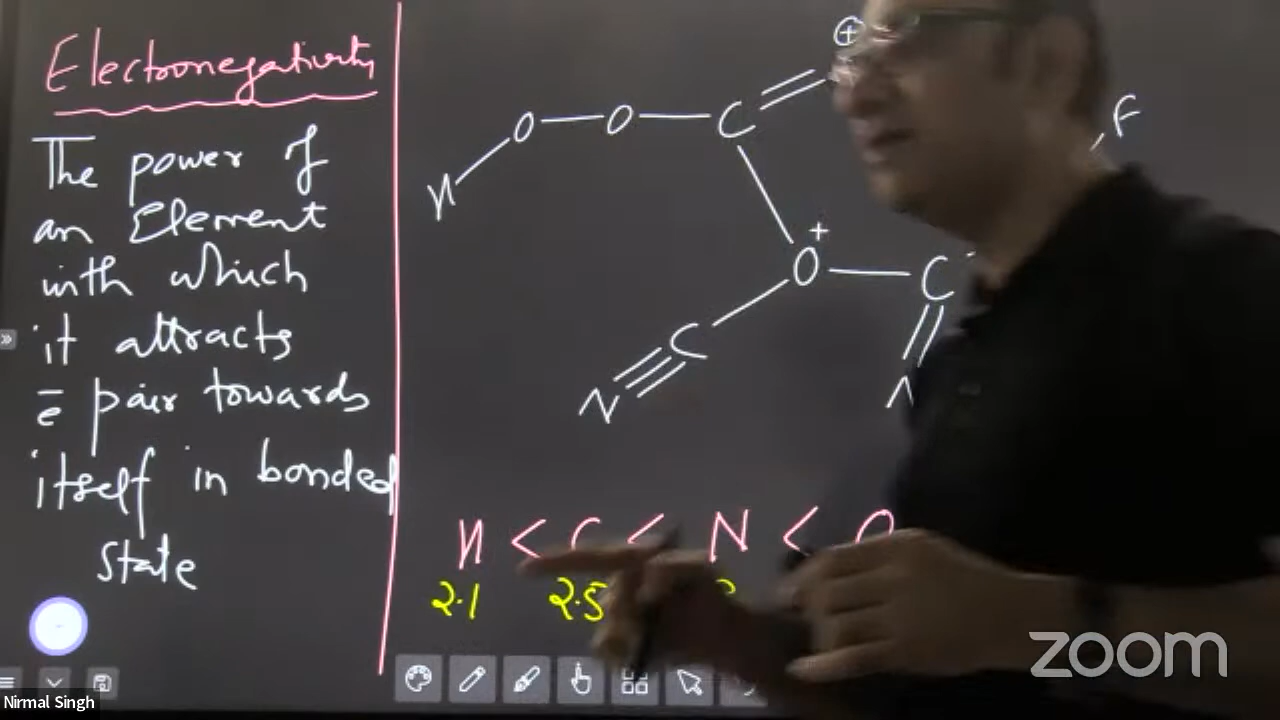 Electronegativity
The power of
an Element
with which
it attracts
ē pair towards
itself in bonded
state
⊕
H O O C
F
+
O C
C
N
H < C < N < O
2.1 2.5
zoom
Nirmal Singh